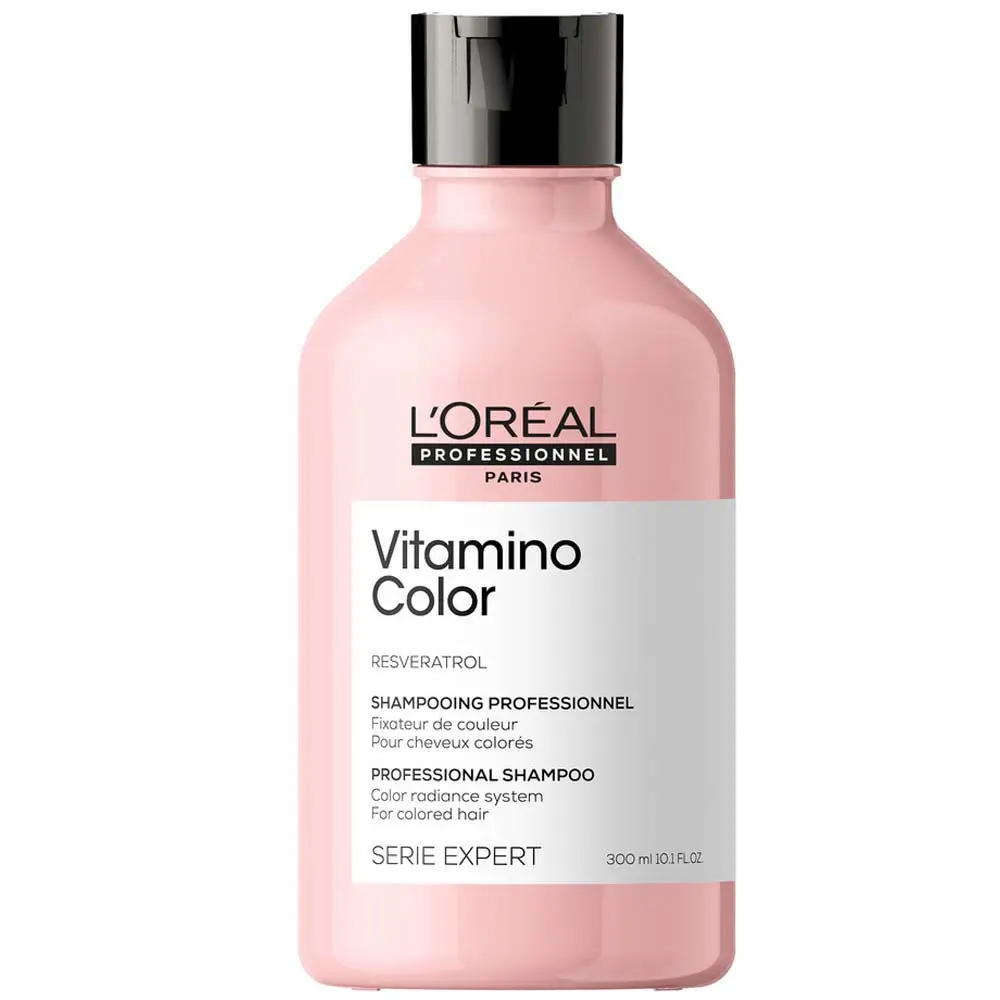 L'ORÉAL
PROFESSIONNEL
PARIS
Vitamino
Color
RESVERATROL
SHAMPOOING PROFESSIONNEL
Fixateur de couleur
Pour cheveux colorés
PROFESSIONAL SHAMPOO
Color radiance system
For colored hair
SERIE EXPERT
300 ml 10.1 FL.OZ.